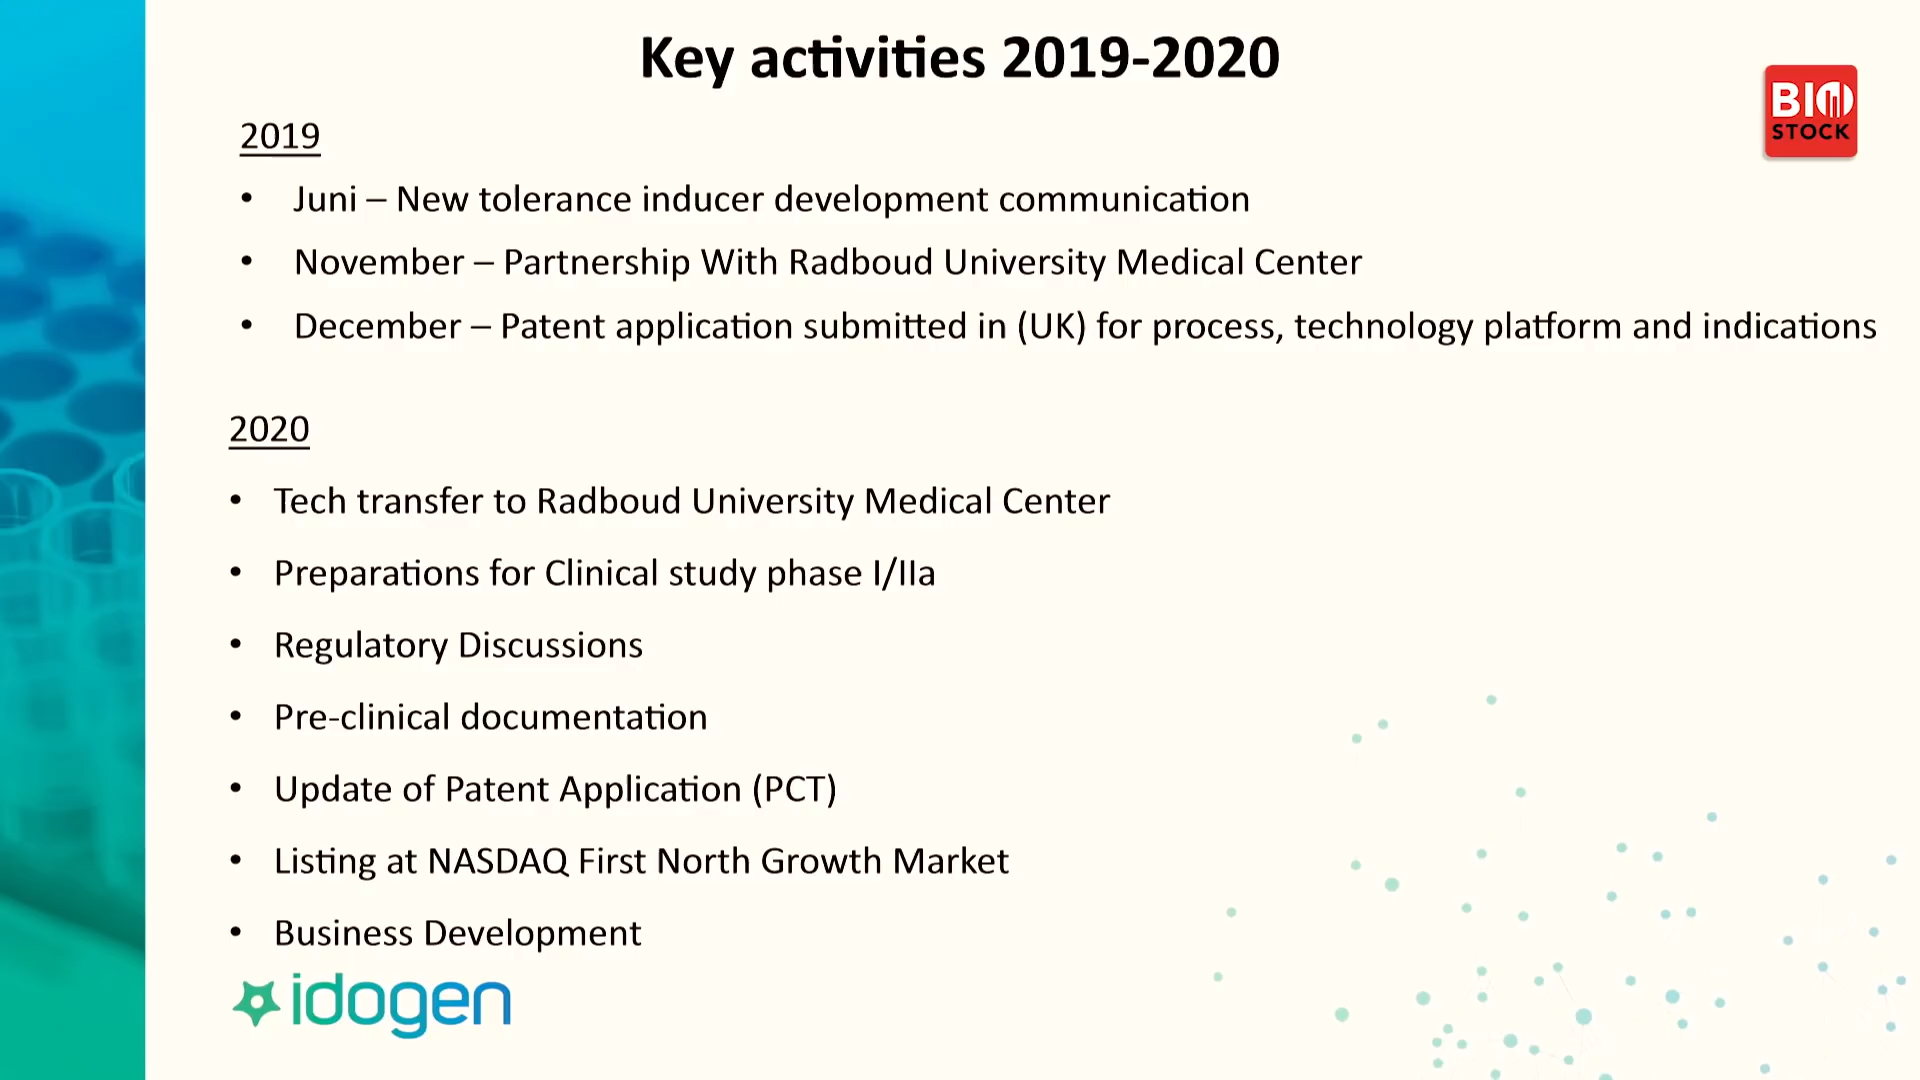 Key activities 2019-2020
BIO
STOCK
2019
• Juni – New tolerance inducer development communication
• November – Partnership With Radboud University Medical Center
• December – Patent application submitted in (UK) for process, technology platform and indications
2020
• Tech transfer to Radboud University Medical Center
• Preparations for Clinical study phase I/IIa
• Regulatory Discussions
• Pre-clinical documentation
• Update of Patent Application (PCT)
• Listing at NASDAQ First North Growth Market
• Business Development
idogen